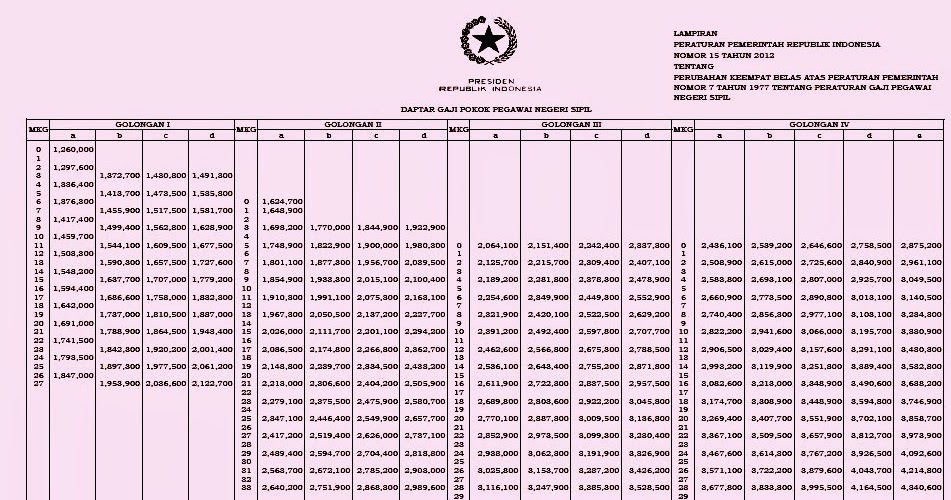 LAMPIRAN
PERATURAN PEMERINTAH REPUBLIK INDONESIA
NOMOR 15 TAHUN 2012
TENTANG
PERUBAHAN KEEMPAT BELAS ATAS PERATURAN PEMERINTAH
NOMOR 7 TAHUN 1977 TENTANG PERATURAN GAJI PEGAWAI
NEGERI SIPIL
PRESIDEN
REPUBLIK INDONESIA
DAFTAR GAJI POKOK PEGAWAI NEGERI SIPIL
MKG GOLONGAN I MKG GOLONGAN II MKG GOLONGAN III MKG GOLONGAN IV
a b c d a b c d a b c d a b c d e
0 1,260,000
1
2 1,297,600
3 1,372,700 1,430,800 1,491,300
4 1,336,400
5 1,413,700 1,473,500 1,535,800
6 1,376,300 0 1,624,700
7 1,455,900 1,517,500 1,581,700 1 1,648,900
8 1,417,400 2
9 1,499,400 1,562,800 1,628,900 3 1,698,200 1,770,000 1,844,900 1,922,900
10 1,459,700 4
11 1,544,100 1,609,500 1,677,500 5 1,748,900 1,822,900 1,900,000 1,980,300 0 2,064,100 2,151,400 2,242,400 2,337,300 0 2,436,100 2,539,200 2,646,600 2,758,500 2,875,200
12 1,503,300 6 1 1
13 1,590,300 1,657,500 1,727,600 7 1,801,100 1,877,300 1,956,700 2,039,500 2 2,125,700 2,215,700 2,309,400 2,407,100 2 2,508,900 2,615,000 2,725,600 2,840,900 2,961,100
14 1,548,200 8 3 3
15 1,637,700 1,707,000 1,779,200 9 1,854,900 1,933,300 2,015,100 2,100,400 4 2,189,200 2,281,900 2,378,300 2,478,900 4 2,583,800 2,693,100 2,807,000 2,925,700 3,049,500
16 1,594,400 10 5 5
17 1,686,600 1,758,000 1,832,300 11 1,910,300 1,991,100 2,075,300 2,163,100 6 2,254,600 2,349,900 2,449,300 2,552,900 6 2,660,900 2,773,500 2,890,800 3,013,100 3,140,500
18 1,642,000 12 7 7
19 1,737,000 1,810,500 1,887,000 13 1,967,300 2,050,500 2,137,200 2,227,700 8 2,321,900 2,420,100 2,522,500 2,629,200 8 2,740,400 2,856,300 2,977,100 3,103,100 3,234,300
20 1,691,000 14 9 9
21 1,788,900 1,864,500 1,943,400 15 2,026,000 2,111,700 2,201,100 2,294,200 10 2,391,200 2,492,400 2,597,800 2,707,700 10 2,822,200 2,941,600 3,066,000 3,195,700 3,330,900
22 1,741,500 16 11 11
23 1,842,300 1,920,200 2,001,400 17 2,086,500 2,174,800 2,266,800 2,362,700 12 2,462,600 2,566,800 2,675,300 2,788,500 12 2,906,500 3,029,400 3,157,600 3,291,100 3,430,300
24 1,793,500 18 13 13
25 1,897,300 1,977,500 2,061,200 19 2,148,800 2,239,700 2,334,500 2,433,200 14 2,536,100 2,643,400 2,755,200 2,871,800 14 2,993,200 3,119,900 3,251,800 3,389,400 3,532,800
26 1,847,000 20 15 15
27 1,953,900 2,036,600 2,122,700 21 2,213,000 2,306,600 2,404,200 2,505,900 16 2,611,900 2,722,300 2,837,500 2,957,500 16 3,082,600 3,213,000 3,348,900 3,490,600 3,638,200
22 17 17
23 2,279,100 2,375,500 2,475,900 2,580,700 18 2,689,800 2,803,600 2,922,200 3,045,800 18 3,174,700 3,308,900 3,448,900 3,594,800 3,746,900
24 19 19
25 2,347,100 2,446,400 2,549,900 2,657,700 20 2,770,100 2,887,300 3,009,500 3,136,800 20 3,269,400 3,407,700 3,551,900 3,702,100 3,858,700
26 21 21
27 2,417,200 2,519,400 2,626,000 2,737,100 22 2,852,900 2,973,500 3,099,300 3,230,400 22 3,367,100 3,509,500 3,657,900 3,812,700 3,973,900
28 23 23
29 2,489,400 2,594,700 2,704,400 2,818,800 24 2,938,000 3,062,300 3,191,900 3,326,900 24 3,467,600 3,614,300 3,767,200 3,926,500 4,092,600
30 25 25
31 2,563,700 2,672,100 2,785,200 2,903,000 26 3,025,800 3,153,700 3,287,200 3,426,200 26 3,571,100 3,722,200 3,879,600 4,043,700 4,214,800
32 27 27
33 2,640,200 2,751,900 2,868,300 2,989,600 28 3,116,100 3,247,900 3,385,300 3,528,500 28 3,677,800 3,833,300 3,995,500 4,164,500 4,340,600
29 29